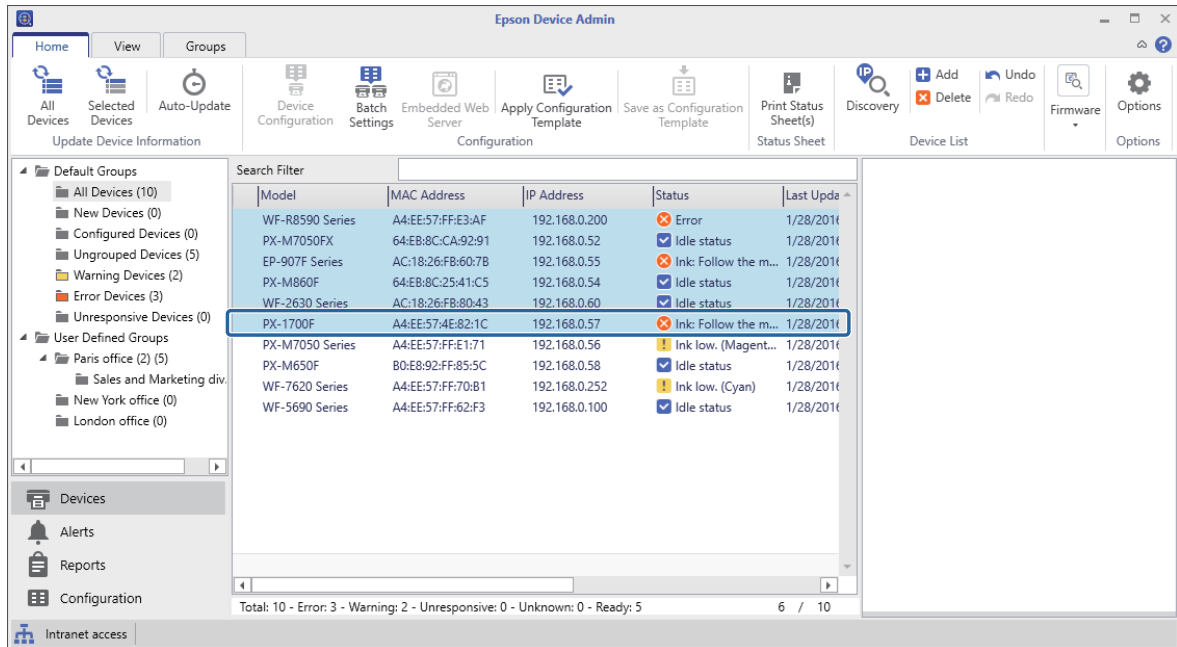 Epson Device Admin
Home View Groups
All Devices
Selected Devices
Auto-Update
Device Configuration
Batch Settings
Embedded Web Server
Apply Configuration Template
Save as Configuration Template
Print Status Sheet(s)
IP
Discovery
Add
Delete
Undo
Redo
Firmware
Options
Update Device Information Configuration Status Sheet Device List Options
Default Groups
All Devices (10)
New Devices (0)
Configured Devices (0)
Ungrouped Devices (5)
Warning Devices (2)
Error Devices (3)
Unresponsive Devices (0)
User Defined Groups
Paris office (2) (5)
Sales and Marketing div.
New York office (0)
London office (0)
Devices
Alerts
Reports
Configuration
Search Filter
Model MAC Address IP Address Status Last Upda
WF-R8590 Series A4:EE:57:FF:E3:AF 192.168.0.200 Error 1/28/2016
PX-M7050FX 64:EB:8C:CA:92:91 192.168.0.52 Idle status 1/28/2016
EP-907F Series AC:18:26:FB:60:7B 192.168.0.55 Ink: Follow the m... 1/28/2016
PX-M860F 64:EB:8C:25:41:C5 192.168.0.54 Idle status 1/28/2016
WF-2630 Series AC:18:26:FB:80:43 192.168.0.60 Idle status 1/28/2016
PX-1700F A4:EE:57:4E:82:1C 192.168.0.57 Ink: Follow the m... 1/28/2016
PX-M7050 Series A4:EE:57:FF:E1:71 192.168.0.56 Ink low. (Magent... 1/28/2016
PX-M650F B0:E8:92:FF:85:5C 192.168.0.58 Idle status 1/28/2016
WF-7620 Series A4:EE:57:FF:70:B1 192.168.0.252 Ink low. (Cyan) 1/28/2016
WF-5690 Series A4:EE:57:FF:62:F3 192.168.0.100 Idle status 1/28/2016
Total: 10 - Error: 3 - Warning: 2 - Unresponsive: 0 - Unknown: 0 - Ready: 5 6 / 10
Intranet access